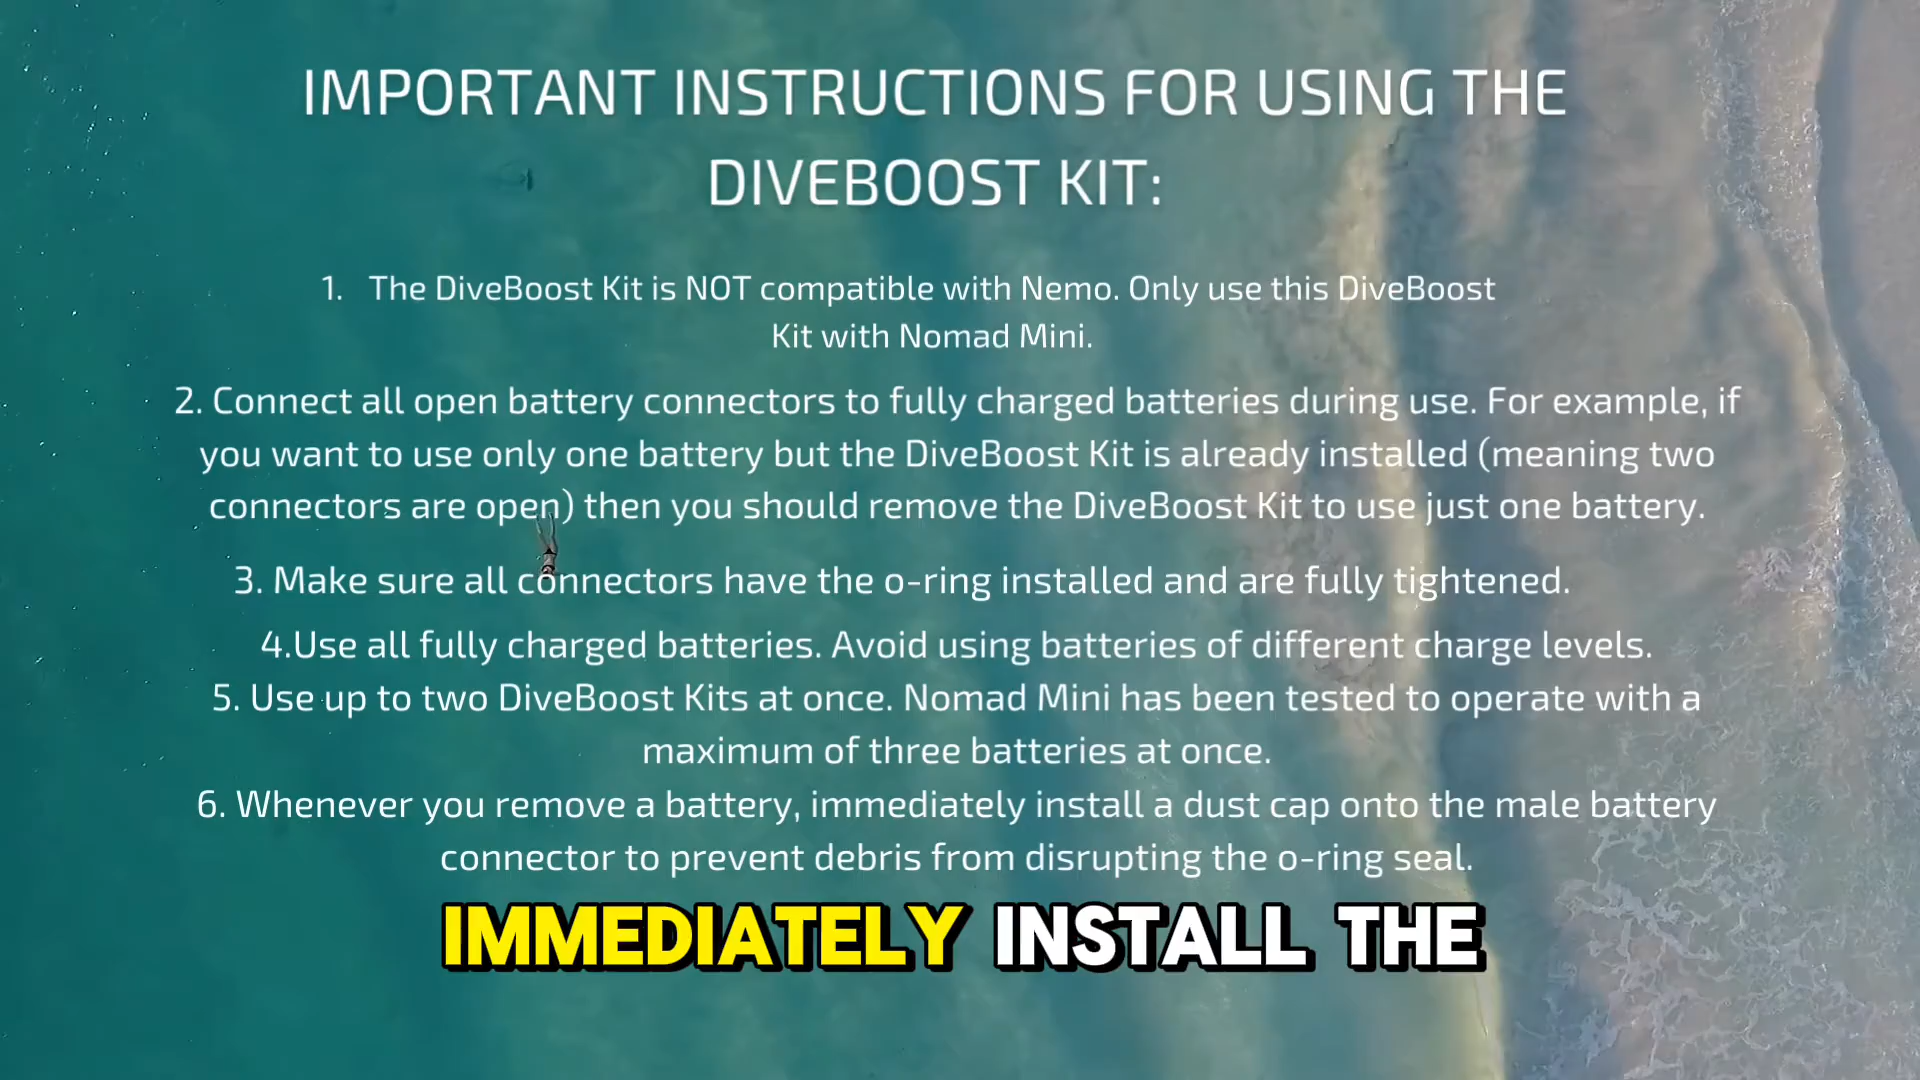 IMPORTANT INSTRUCTIONS FOR USING THE
DIVEBOOST KIT:
1. The DiveBoost Kit is NOT compatible with Nemo. Only use this DiveBoost
Kit with Nomad Mini.
2. Connect all open battery connectors to fully charged batteries during use. For example, if
you want to use only one battery but the DiveBoost Kit is already installed (meaning two
connectors are open) then you should remove the DiveBoost Kit to use just one battery.
3. Make sure all connectors have the o-ring installed and are fully tightened.
4.Use all fully charged batteries. Avoid using batteries of different charge levels.
5. Use up to two DiveBoost Kits at once. Nomad Mini has been tested to operate with a
maximum of three batteries at once.
6. Whenever you remove a battery, immediately install a dust cap onto the male battery
connector to prevent debris from disrupting the o-ring seal.
IMMEDIATELY INSTALL THE